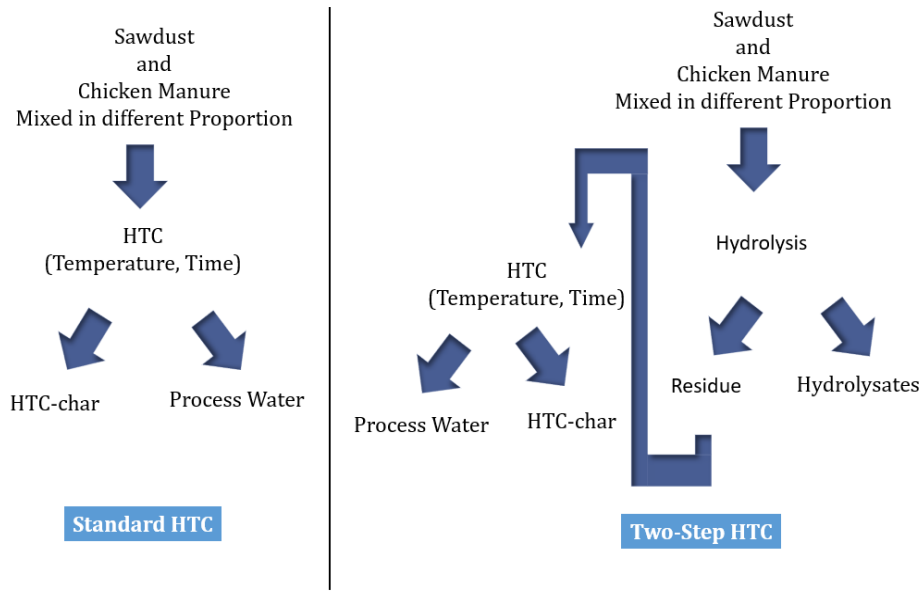 Sawdust
and
Chicken Manure
Mixed in different Proportion
HTC
(Temperature, Time)
HTC-char
Process Water
Standard HTC
Sawdust
and
Chicken Manure
Mixed in different Proportion
Hydrolysis
Residue
Hydrolysates
HTC
(Temperature, Time)
Process Water
HTC-char
Two-Step HTC